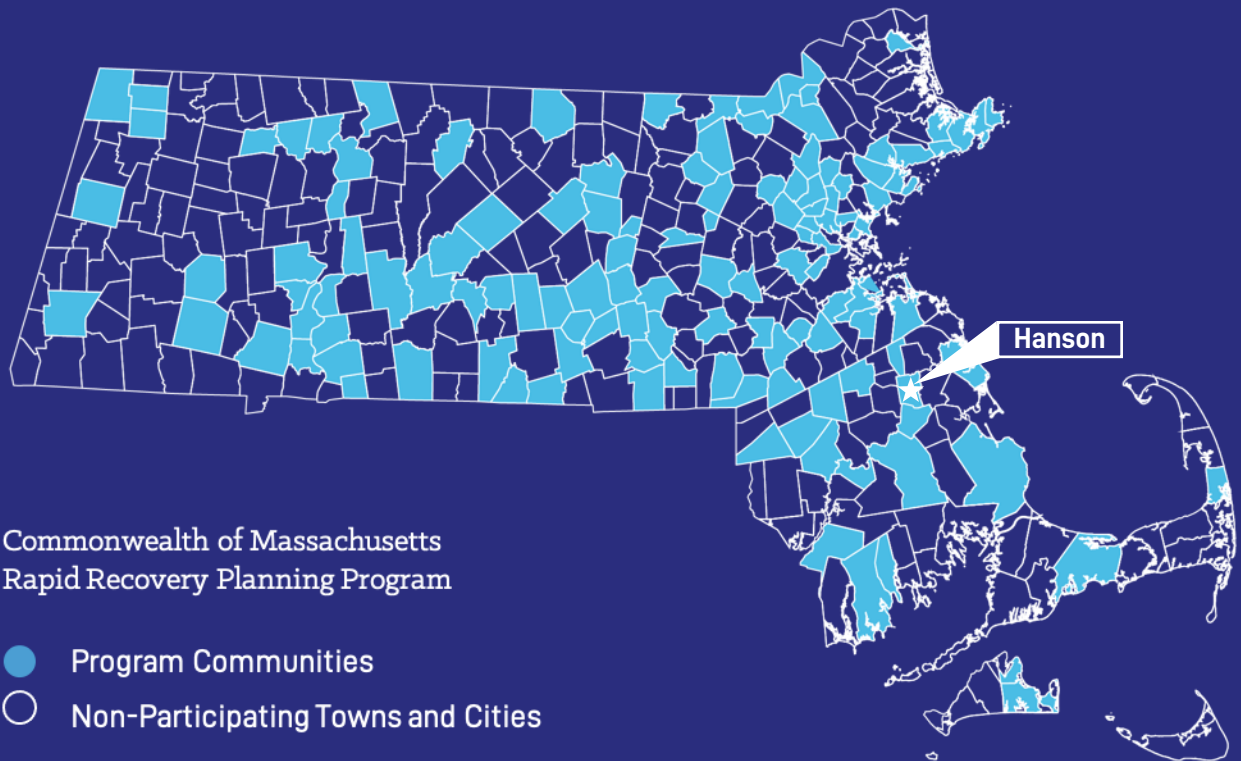 Hanson
Commonwealth of Massachusetts
Rapid Recovery Planning Program
Program Communities
Non-Participating Towns and Cities